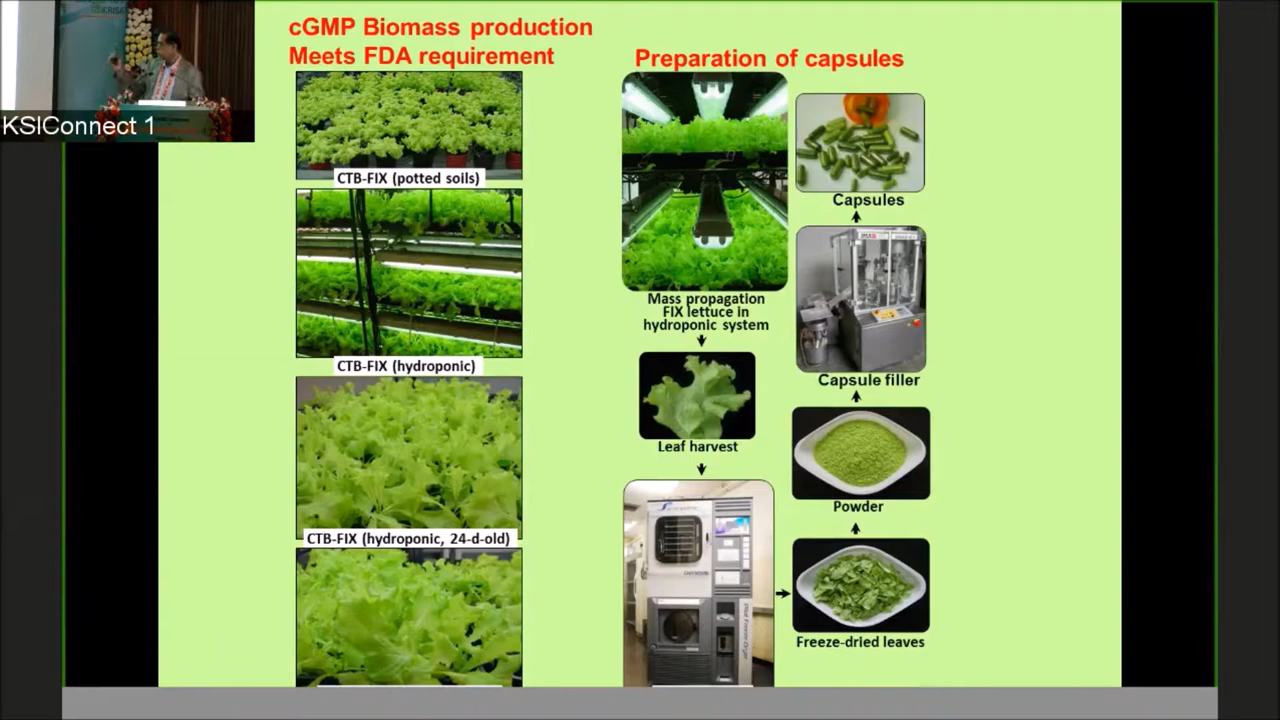 KSIConnect 1
cGMP Biomass production
Meets FDA requirement
CTB-FIX (potted soils)
CTB-FIX (hydroponic)
CTB-FIX (hydroponic, 24-d-old)
Preparation of capsules
Mass propagation
FIX lettuce in
hydroponic system
Leaf harvest
Freeze-dried leaves
Powder
Capsule filler
Capsules